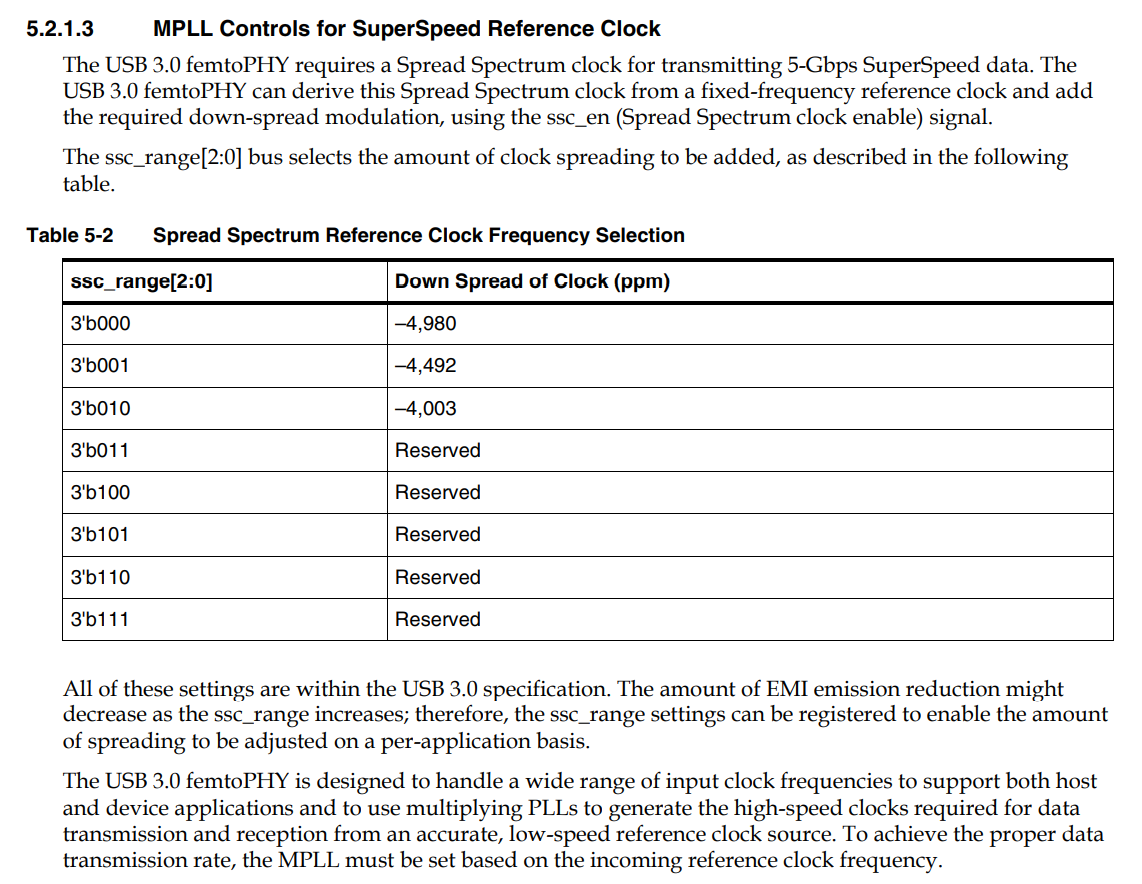 5.2.1.3 MPLL Controls for SuperSpeed Reference Clock
The USB 3.0 femtoPHY requires a Spread Spectrum clock for transmitting 5-Gbps SuperSpeed data. The
USB 3.0 femtoPHY can derive this Spread Spectrum clock from a fixed-frequency reference clock and add
the required down-spread modulation, using the ssc_en (Spread Spectrum clock enable) signal.
The ssc_range[2:0] bus selects the amount of clock spreading to be added, as described in the following
table.
Table 5-2 Spread Spectrum Reference Clock Frequency Selection
ssc_range[2:0] Down Spread of Clock (ppm)
3'b000 –4,980
3'b001 –4,492
3'b010 –4,003
3'b011 Reserved
3'b100 Reserved
3'b101 Reserved
3'b110 Reserved
3'b111 Reserved
All of these settings are within the USB 3.0 specification. The amount of EMI emission reduction might
decrease as the ssc_range increases; therefore, the ssc_range settings can be registered to enable the amount
of spreading to be adjusted on a per-application basis.
The USB 3.0 femtoPHY is designed to handle a wide range of input clock frequencies to support both host
and device applications and to use multiplying PLLs to generate the high-speed clocks required for data
transmission and reception from an accurate, low-speed reference clock source. To achieve the proper data
transmission rate, the MPLL must be set based on the incoming reference clock frequency.